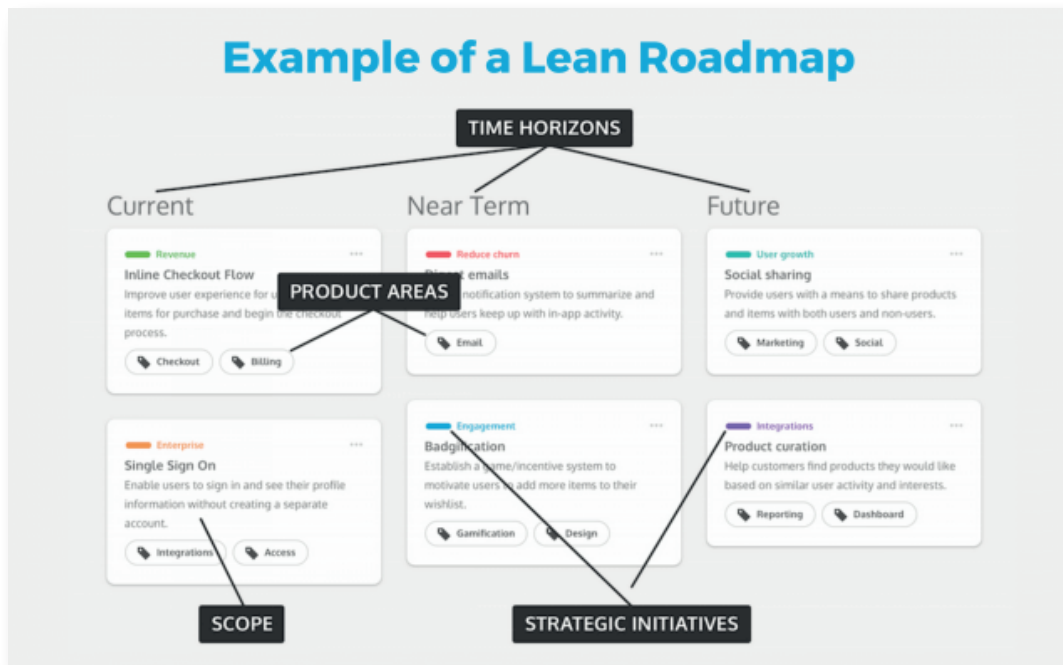 Example of a Lean Roadmap
TIME HORIZONS
Current
Near Term
Future
Revenue
Inline Checkout Flow
Improve user experience for
items for purchase and begin the checkout
process.
Checkout
Billing
PRODUCT AREAS
Reduce churn
emails
notification system to summarize and
help users keep up with in-app activity.
Email
User growth
Social sharing
Provide users with a means to share products
and items with both users and non-users.
Marketing
Social
Enterprise
Single Sign On
Enable users to sign in and see their profile
information without creating a separate
account.
Integrations
Access
Engagement
Badgification
Establish a game/incentive system to
motivate users to add more items to their
wishlist.
Gamification
Design
Integrations
Product curation
Help customers find products they would like
based on similar user activity and interests.
Reporting
Dashboard
SCOPE
STRATEGIC INITIATIVES